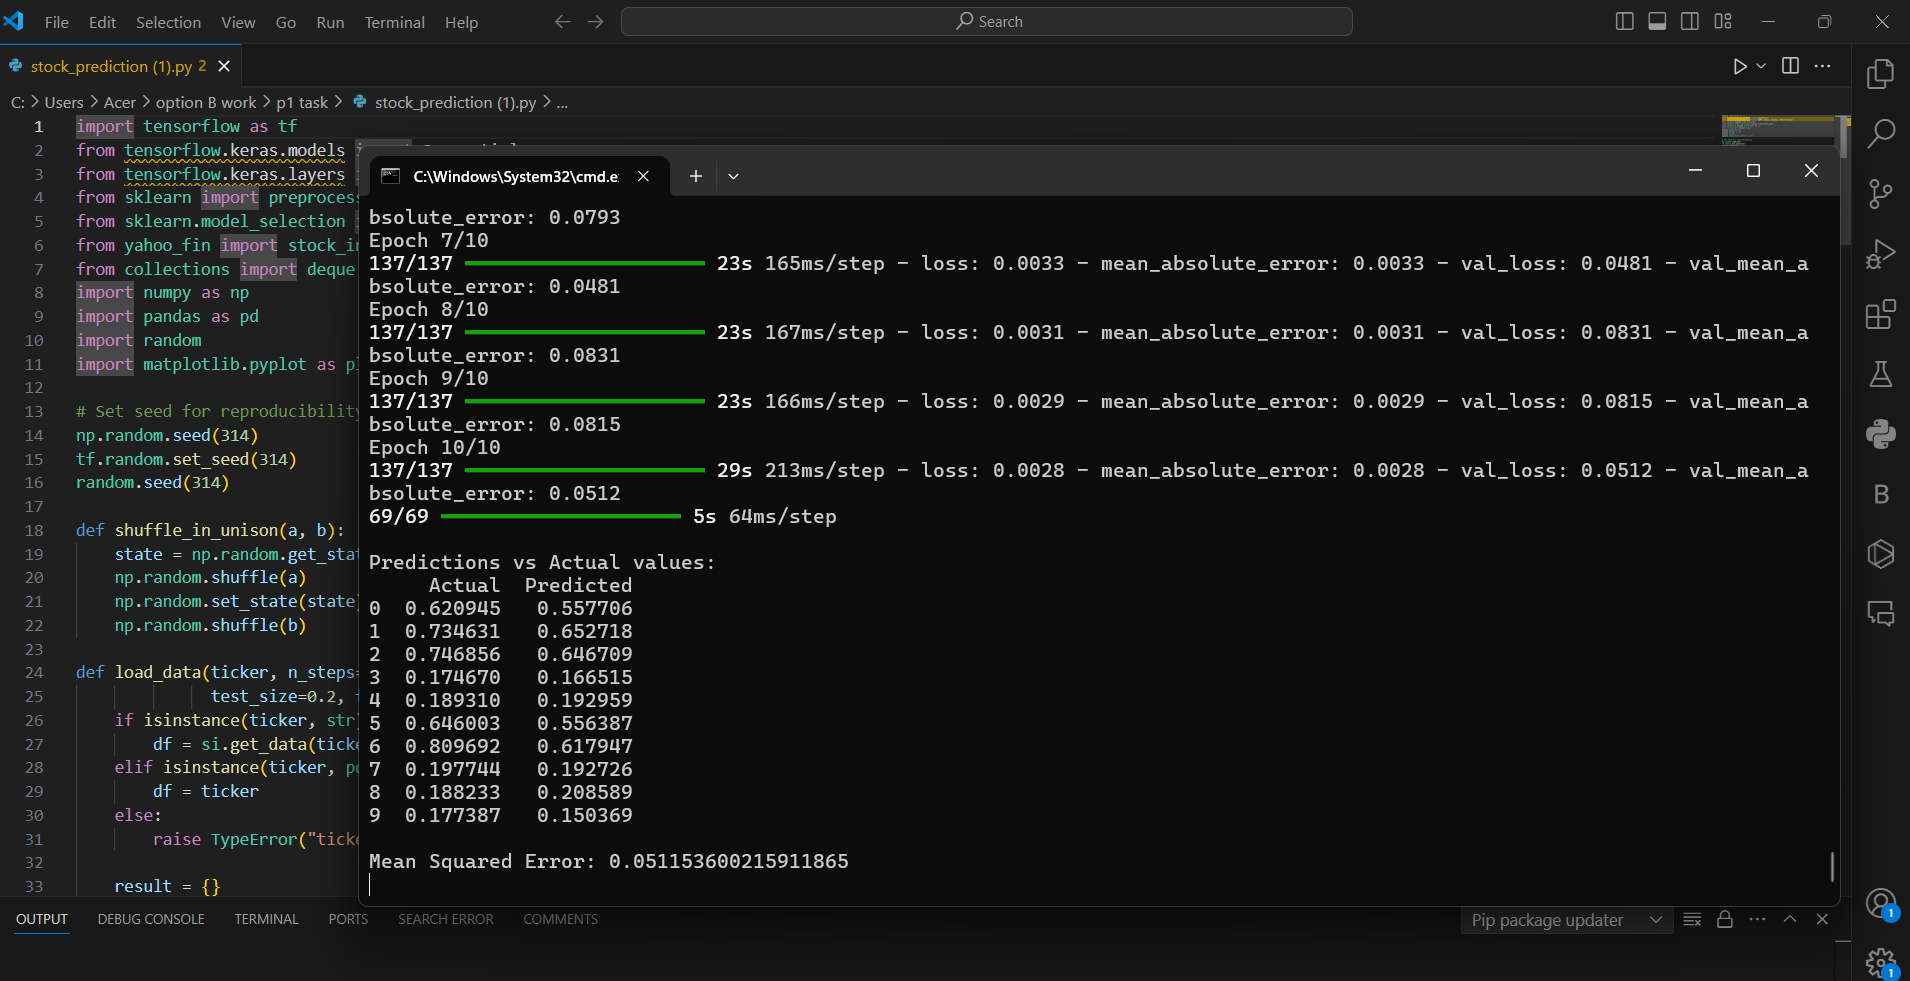 File Edit Selection View Go Run Terminal Help
Search
stock_prediction (1).py 2
C: > Users > Acer > option B work > p1 task > stock_prediction (1).py > ...
1 import tensorflow as tf
2 from tensorflow.keras.models
3 from tensorflow.keras.layers
4 from sklearn import preproces
5 from sklearn.model_selection
6 from yahoo_fin import stock_i
7 from collections import deque
8 import numpy as np
9 import pandas as pd
10 import random
11 import matplotlib.pyplot as p
12
13 # Set seed for reproducibility
14 np.random.seed(314)
15 tf.random.set_seed(314)
16 random.seed(314)
17
18 def shuffle_in_unison(a, b):
19 state = np.random.get_sta
20 np.random.shuffle(a)
21 np.random.set_state(state
22 np.random.shuffle(b)
23
24 def load_data(ticker, n_steps=
25 test_size=0.2,
26 if isinstance(ticker, str
27 df = si.get_data(ticke
28 elif isinstance(ticker, p
29 df = ticker
30 else:
31 raise TypeError("ticke
32
33 result = {}
C:\Windows\System32\cmd.e
bsolute_error: 0.0793
Epoch 7/10
137/137 23s 165ms/step - loss: 0.0033 - mean_absolute_error: 0.0033 - val_loss: 0.0481 - val_mean_a
bsolute_error: 0.0481
Epoch 8/10
137/137 23s 167ms/step - loss: 0.0031 - mean_absolute_error: 0.0031 - val_loss: 0.0831 - val_mean_a
bsolute_error: 0.0831
Epoch 9/10
137/137 23s 166ms/step - loss: 0.0029 - mean_absolute_error: 0.0029 - val_loss: 0.0815 - val_mean_a
bsolute_error: 0.0815
Epoch 10/10
137/137 29s 213ms/step - loss: 0.0028 - mean_absolute_error: 0.0028 - val_loss: 0.0512 - val_mean_a
bsolute_error: 0.0512
69/69 5s 64ms/step
Predictions vs Actual values:
Actual Predicted
0 0.620945 0.557706
1 0.734631 0.652718
2 0.746856 0.646709
3 0.174670 0.166515
4 0.189310 0.192959
5 0.646003 0.556387
6 0.809692 0.617947
7 0.197744 0.192726
8 0.188233 0.208589
9 0.177387 0.150369
Mean Squared Error: 0.051153600215911865
OUTPUT DEBUG CONSOLE TERMINAL PORTS SEARCH ERROR COMMENTS
Pip package updater
B
1
1